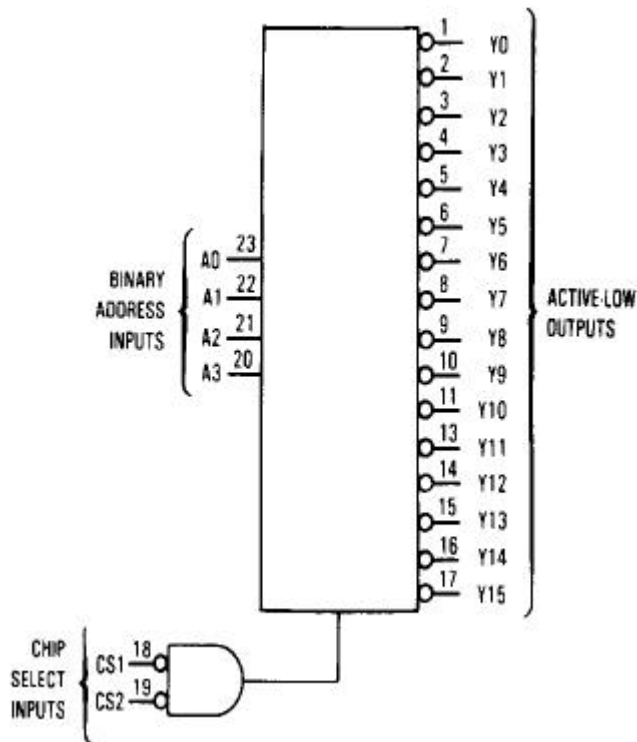 BINARY
ADDRESS
INPUTS
A0 23
A1 22
A2 21
A3 20
1 Y0
2 Y1
3 Y2
4 Y3
5 Y4
6 Y5
7 Y6
8 Y7
9 Y8
10 Y9
11 Y10
13 Y11
14 Y12
15 Y13
16 Y14
17 Y15
ACTIVE-LOW
OUTPUTS
CHIP
SELECT
INPUTS
CS1 18
CS2 19